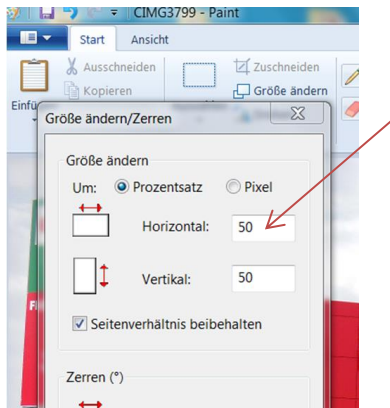 CIMG3799 - Paint
Start Ansicht
Ausschneiden
Kopieren
Zuschneiden
Größe ändern
Größe ändern/Zerren
Größe ändern
Um: Prozentsatz Pixel
Horizontal: 50
Vertikal: 50
Seitenverhältnis beibehalten
Zerren (°)